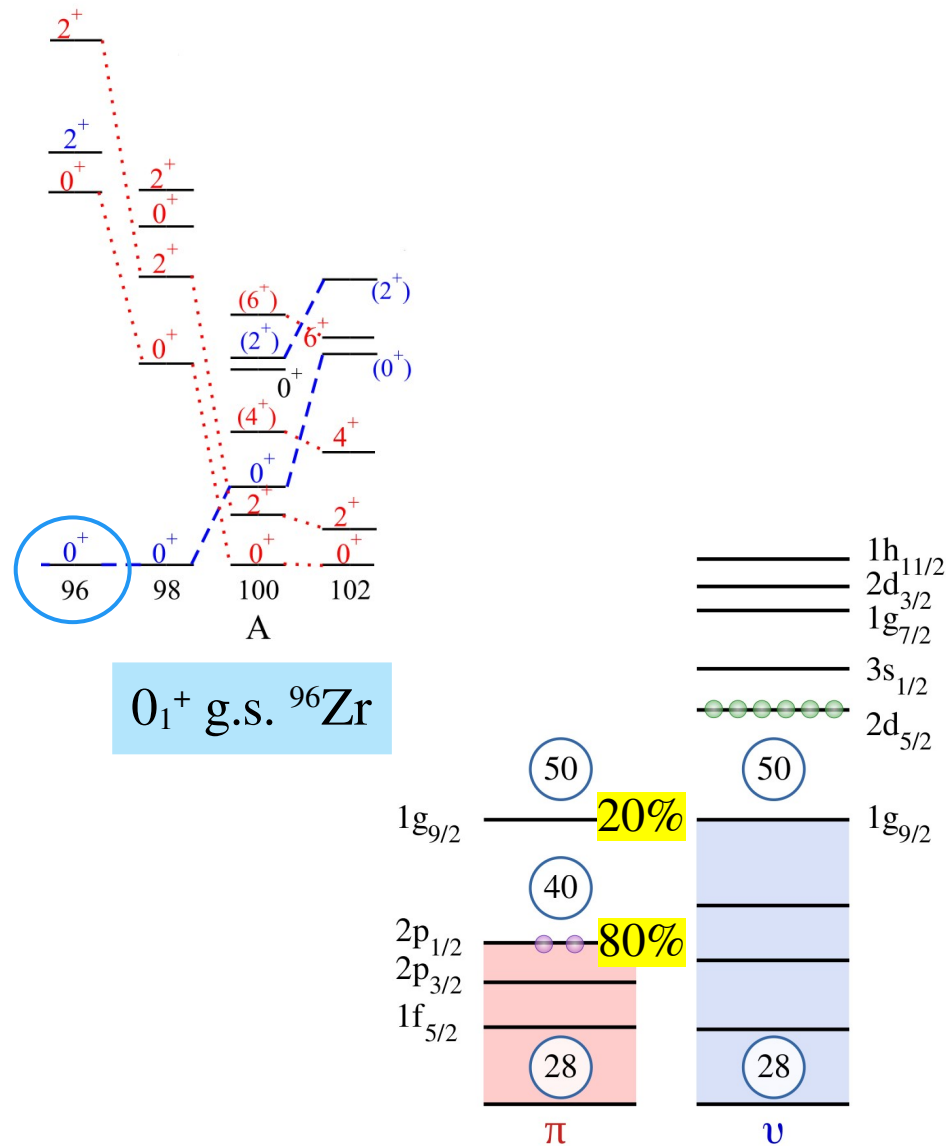 2⁺
2⁺
0⁺
2⁺
0⁺
2⁺
0⁺
(6⁺)
(2⁺)
0⁺
(4⁺)
0⁺
2⁺
(2⁺)
6⁺
(0⁺)
4⁺
2⁺
0⁺ 0⁺ 0⁺ 0⁺
96 98 100 102
A
0₁⁺ g.s. ⁹⁶Zr
1h11/2
2d3/2
1g7/2
3s1/2
2d5/2
50 50
1g9/2 20% 1g9/2
40
2p1/2 80%
2p3/2
1f5/2
28 28
π υ